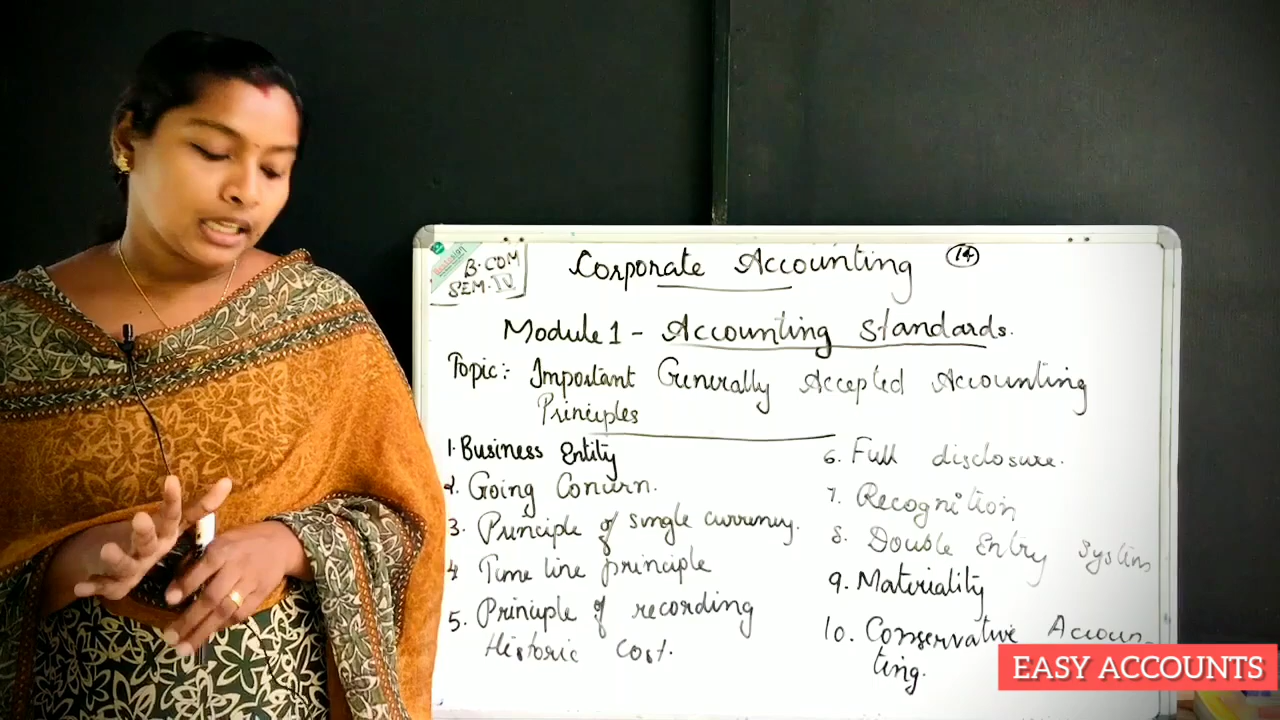 B.COM
SEM.IV
Corporate Accounting
14
Module 1 - Accounting Standards.
Topic:- Important Generally Accepted Accounting
Principles
1. Business Entity
2. Going Concern.
3. Principle of single currency.
4 Time line principle
5. Principle of recording
Historic Cost.
6. Full disclosure.
7. Recognition
8. Double Entry System
9. Materiality
10. Conservative Accoun-
ting.
EASY ACCOUNTS